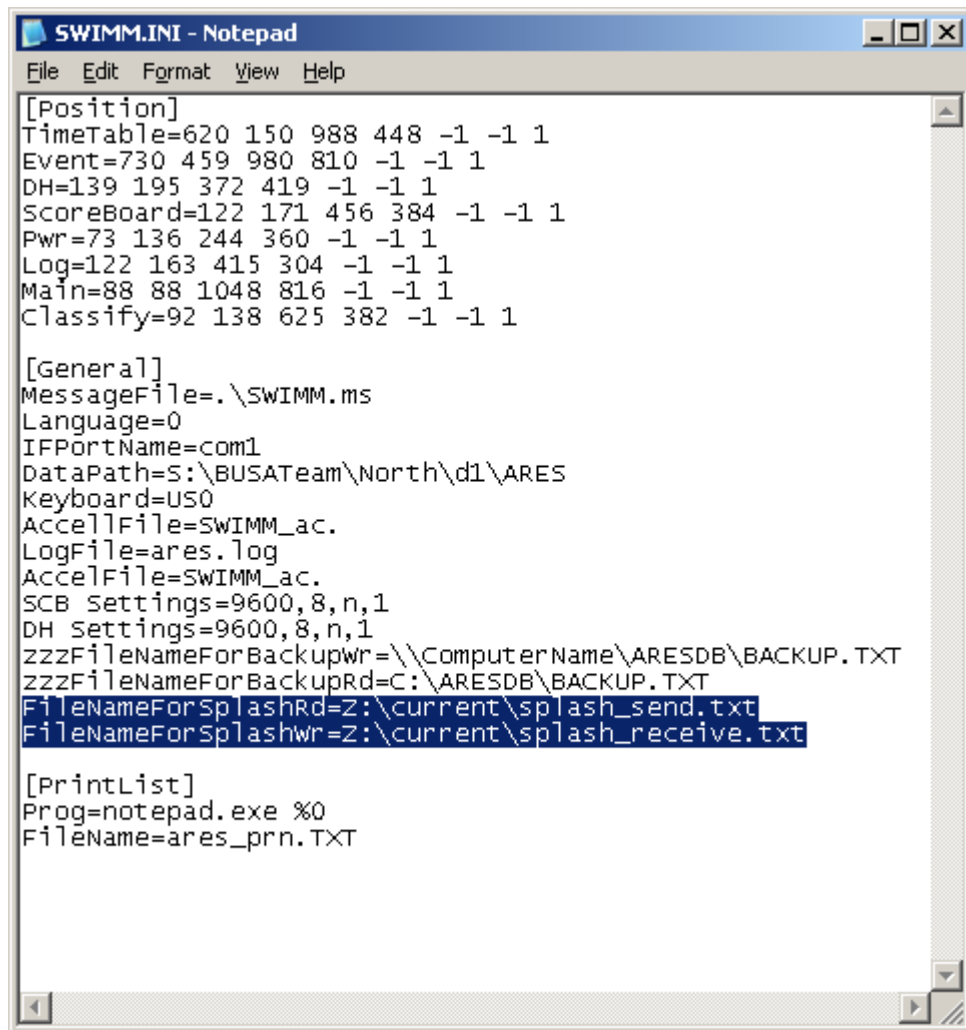 SWIMM.INI - Notepad
File Edit Format View Help
[Position]
TimeTable=620 150 988 448 -1 -1 1
Event=730 459 980 810 -1 -1 1
DH=139 195 372 419 -1 -1 1
ScoreBoard=122 171 456 384 -1 -1 1
Pwr=73 136 244 360 -1 -1 1
Log=122 163 415 304 -1 -1 1
Main=88 88 1048 816 -1 -1 1
Classify=92 138 625 382 -1 -1 1
[General]
MessageFile=.\SWIMM.ms
Language=0
IFPortName=com1
DataPath=S:\BUSATeam\North\d1\ARES
Keyboard=US0
AccellFile=SWIMM_ac.
LogFile=ares.log
AccelFile=SWIMM_ac.
SCB Settings=9600,8,n,1
DH Settings=9600,8,n,1
zzzFileNameForBackupWr=\\ComputerName\ARESDB\BACKUP.TXT
zzzFileNameForBackupRd=C:\ARESDB\BACKUP.TXT
FileNameForSplashRd=Z:\current\splash_send.txt
FileNameForSplashWr=Z:\current\splash_receive.txt
[PrintList]
Prog=notepad.exe %0
FileName=ares_prn.TXT